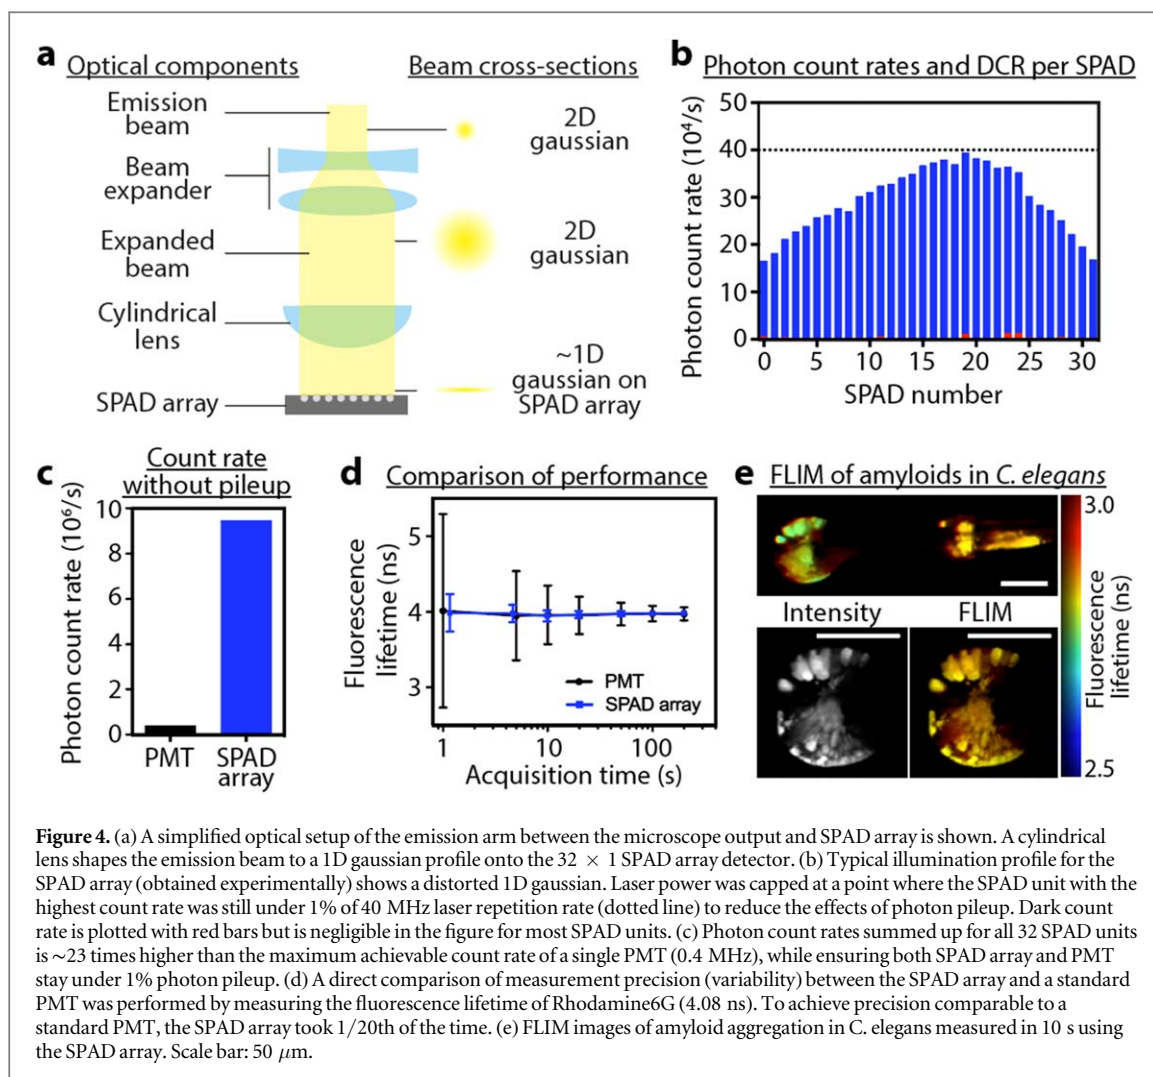 a
Optical components
Beam cross-sections
Emission
beam
2D
gaussian
Beam
expander
Expanded
beam
2D
gaussian
Cylindrical
lens
~1D
gaussian on
SPAD array
SPAD array
b
Photon count rates and DCR per SPAD
Photon count rate (10⁴/s)
50
40
30
20
10
0
0
5
10
15
20
25
30
SPAD number
c
Count rate
without pileup
Photon count rate (10⁶/s)
10
8
6
4
2
0
PMT
SPAD
array
d
Comparison of performance
Fluorescence
lifetime (ns)
5
4
3
PMT
SPAD array
1
10
100
Acquisition time (s)
e
FLIM of amyloids in C. elegans
Intensity
FLIM
3.0
Fluorescence
lifetime (ns)
2.5
Figure 4. (a) A simplified optical setup of the emission arm between the microscope output and SPAD array is shown. A cylindrical
lens shapes the emission beam to a 1D gaussian profile onto the 32 × 1 SPAD array detector. (b) Typical illumination profile for the
SPAD array (obtained experimentally) shows a distorted 1D gaussian. Laser power was capped at a point where the SPAD unit with the
highest count rate was still under 1% of 40 MHz laser repetition rate (dotted line) to reduce the effects of photon pileup. Dark count
rate is plotted with red bars but is negligible in the figure for most SPAD units. (c) Photon count rates summed up for all 32 SPAD units
is ~23 times higher than the maximum achievable count rate of a single PMT (0.4 MHz), while ensuring both SPAD array and PMT
stay under 1% photon pileup. (d) A direct comparison of measurement precision (variability) between the SPAD array and a standard
PMT was performed by measuring the fluorescence lifetime of Rhodamine6G (4.08 ns). To achieve precision comparable to a
standard PMT, the SPAD array took 1/20th of the time. (e) FLIM images of amyloid aggregation in C. elegans measured in 10 s using
the SPAD array. Scale bar: 50 μm.